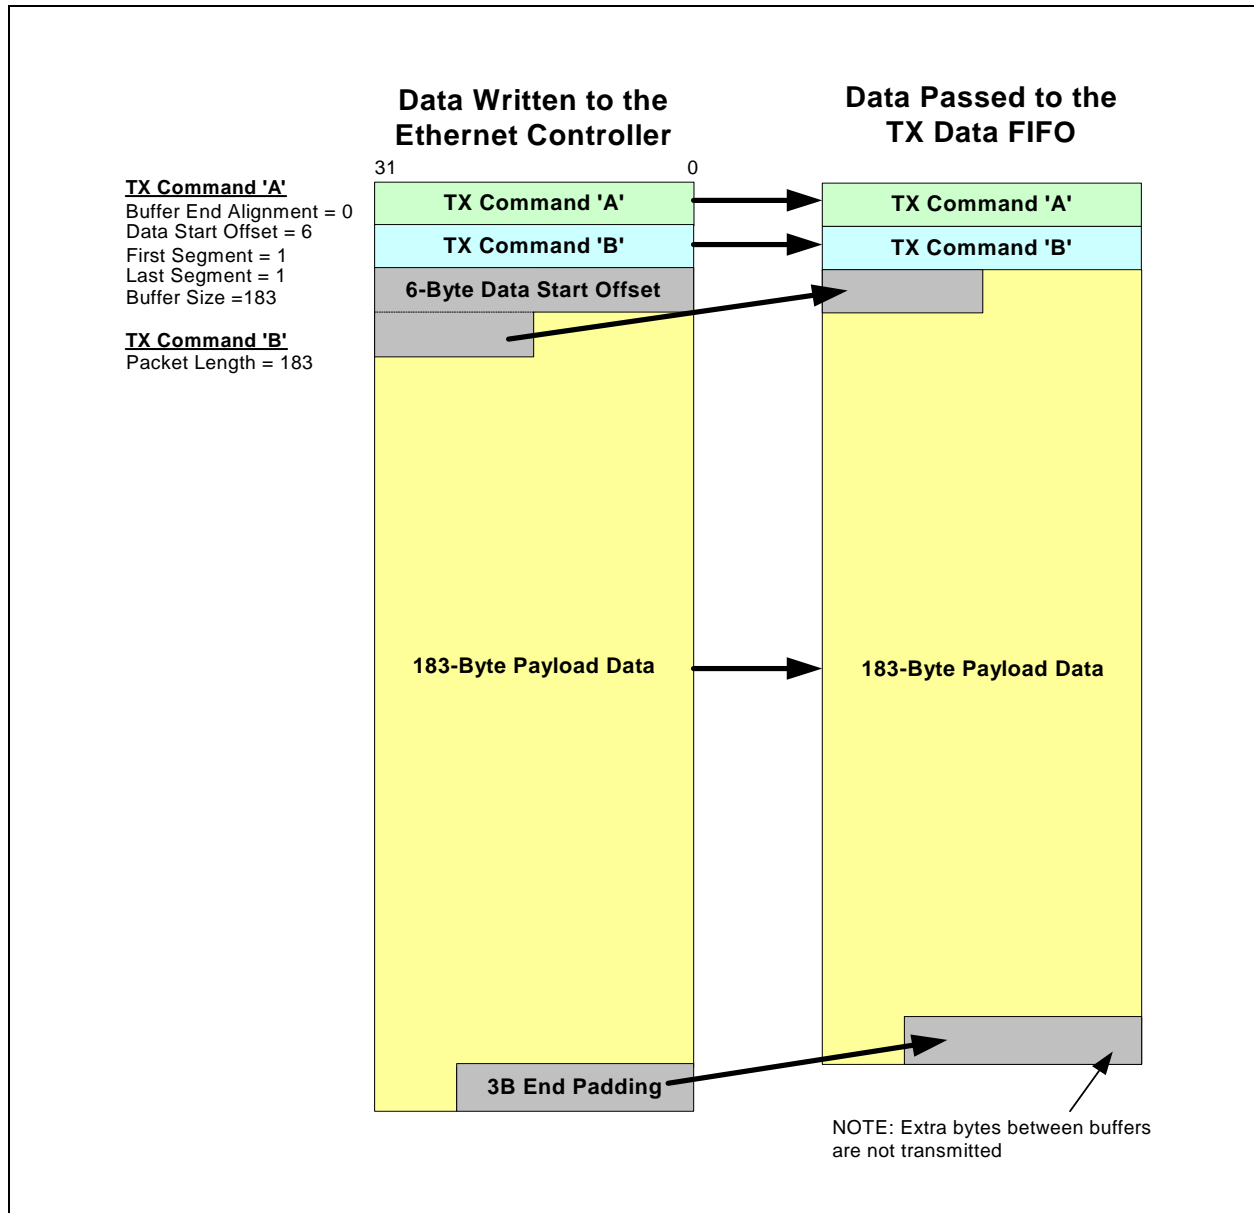 Data Written to the
Ethernet Controller
Data Passed to the
TX Data FIFO
31
0
TX Command 'A'
Buffer End Alignment = 0
Data Start Offset = 6
First Segment = 1
Last Segment = 1
Buffer Size =183
TX Command 'B'
Packet Length = 183
TX Command 'A'
TX Command 'B'
6-Byte Data Start Offset
183-Byte Payload Data
3B End Padding
TX Command 'A'
TX Command 'B'
183-Byte Payload Data
NOTE: Extra bytes between buffers
are not transmitted